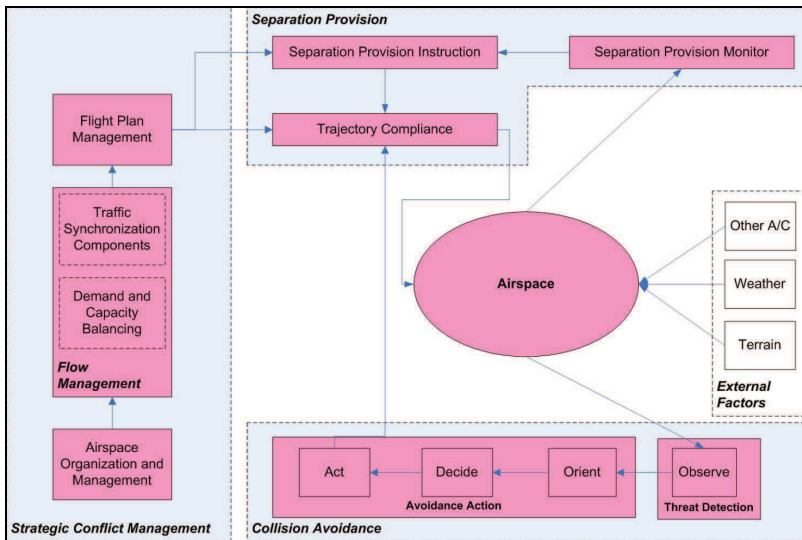 Separation Provision
Separation Provision Instruction
Separation Provision Monitor
Flight Plan
Management
Trajectory Compliance
Traffic
Synchronization
Components
Demand and
Capacity
Balancing
Flow
Management
Airspace
Organization and
Management
Strategic Conflict Management
Airspace
Other A/C
Weather
Terrain
External
Factors
Act
Decide
Orient
Observe
Avoidance Action
Threat Detection
Collision Avoidance